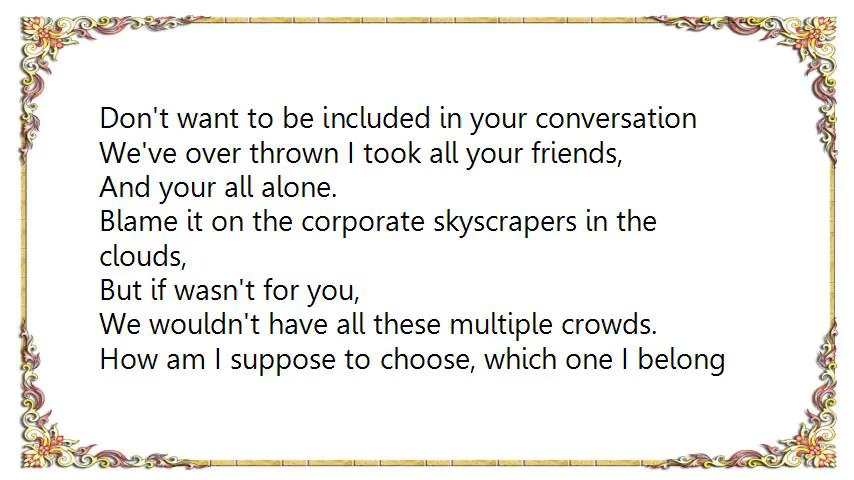 Don't want to be included in your conversation
We've over thrown I took all your friends,
And your all alone.
Blame it on the corporate skyscrapers in the
clouds,
But if wasn't for you,
We wouldn't have all these multiple crowds.
How am I suppose to choose, which one I belong